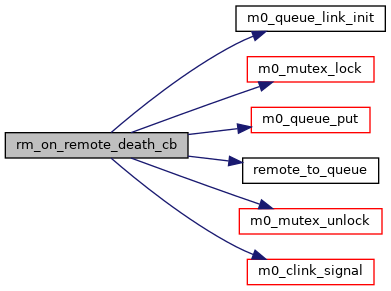 m0_queue_link_init
m0_mutex_lock
m0_queue_put
rm_on_remote_death_cb
remote_to_queue
m0_mutex_unlock
m0_clink_signal